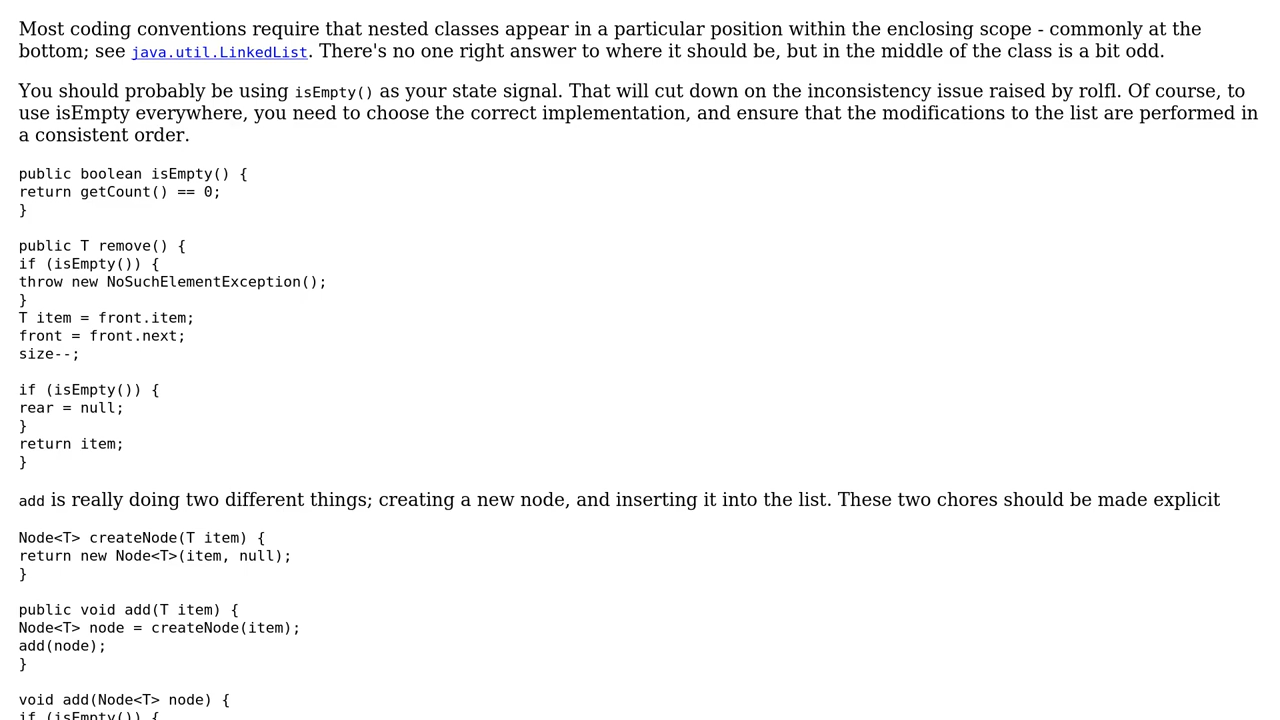 Most coding conventions require that nested classes appear in a particular position within the enclosing scope - commonly at the
bottom; see java.util.LinkedList. There's no one right answer to where it should be, but in the middle of the class is a bit odd.
You should probably be using isEmpty() as your state signal. That will cut down on the inconsistency issue raised by rolfl. Of course, to
use isEmpty everywhere, you need to choose the correct implementation, and ensure that the modifications to the list are performed in
a consistent order.
public boolean isEmpty() {
return getCount() == 0;
}
public T remove() {
if (isEmpty()) {
throw new NoSuchElementException();
}
T item = front.item;
front = front.next;
size--;
if (isEmpty()) {
rear = null;
}
return item;
}
add is really doing two different things; creating a new node, and inserting it into the list. These two chores should be made explicit
Node<T> createNode(T item) {
return new Node<T>(item, null);
}
public void add(T item) {
Node<T> node = createNode(item);
add(node);
}
void add(Node<T> node) {
if (isEmpty()) {